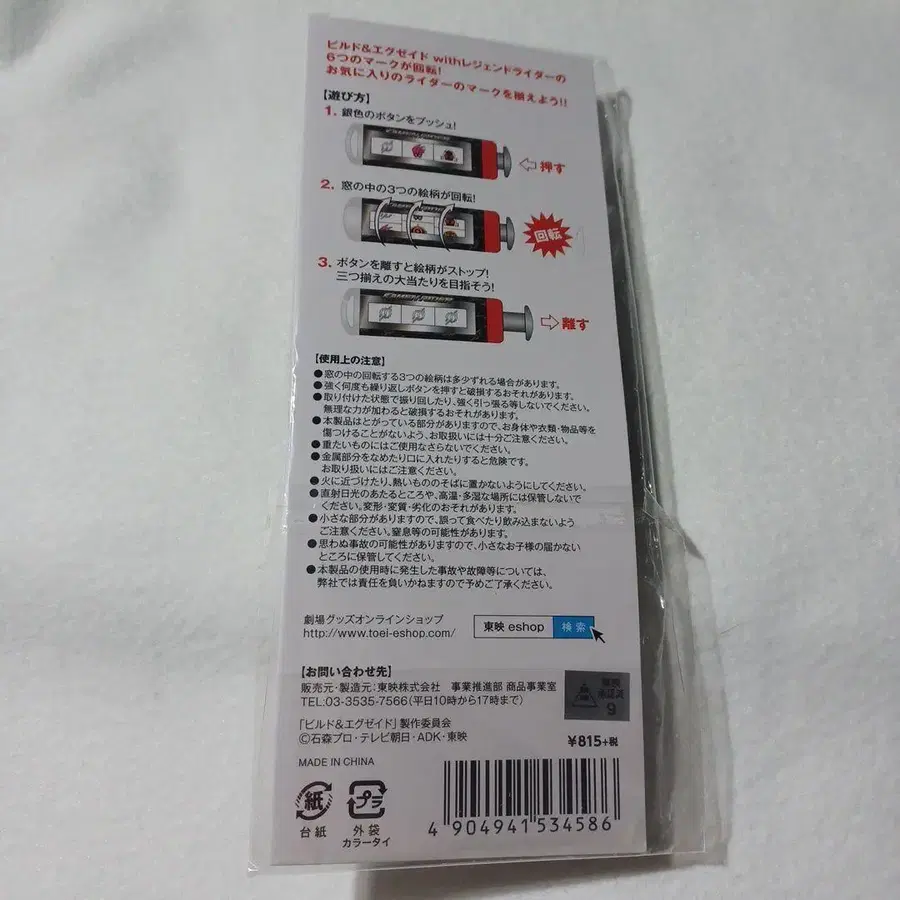 ビルド&エグゼイド withレジェンドライダーの
6つのマークが回転!
お気に入りのライダーのマークを揃えよう!!
【遊び方】
1. 銀色のボタンをプッシュ!
押す
2. 窓の中の3つの絵柄が回転!
回転
3. ボタンを離すと絵柄がストップ!
三つ揃えの大当たりを目指そう!
離す
【使用上の注意】
●窓の中の回転する3つの絵柄は多少ずれる場合があります。
●強く何度も繰り返しボタンを押すと破損するおそれがあります。
●取り付けた状態で振り回したり、強く引っ張る等しないでください。
無理な力が加わると破損するおそれがあります。
●本製品はとがっている部分がありますので、お身体や衣類・物品等を
傷つけることがないよう、お取扱いには十分ご注意ください。
●重たいものにはご使用なさらないでください。
●金属部分をなめたり口に入れたりすると危険です。
お取り扱いにはご注意ください。
●火に近づけたり、熱いもののそばに置かないようにしてください。
●直射日光のあたるところや、高温・多湿な場所には保管しないで
ください。変形・変質・劣化のおそれがあります。
●小さな部分がありますので、誤って食べたり飲み込まないよう
ご注意ください。窒息等の可能性があります。
●思わぬ事故の可能性がありますので、小さなお子様の届かない
ところに保管してください。
●本製品の使用時に発生した事故や故障等については、
弊社では責任を負いかねますので予めご了承ください。
劇場グッズオンラインショップ
http://www.toei-eshop.com/
東映 eshop 検索
【お問い合わせ先】
販売元・製造元:東映株式会社 事業推進部 商品事業室
TEL:03-3535-7566(平日10時から17時まで)
「ビルド&エグゼイド」製作委員会
©石森プロ・テレビ朝日・ADK・東映
¥815+税
MADE IN CHINA
紙
台紙
プラ
外袋
カラータイ
4 904941 534586